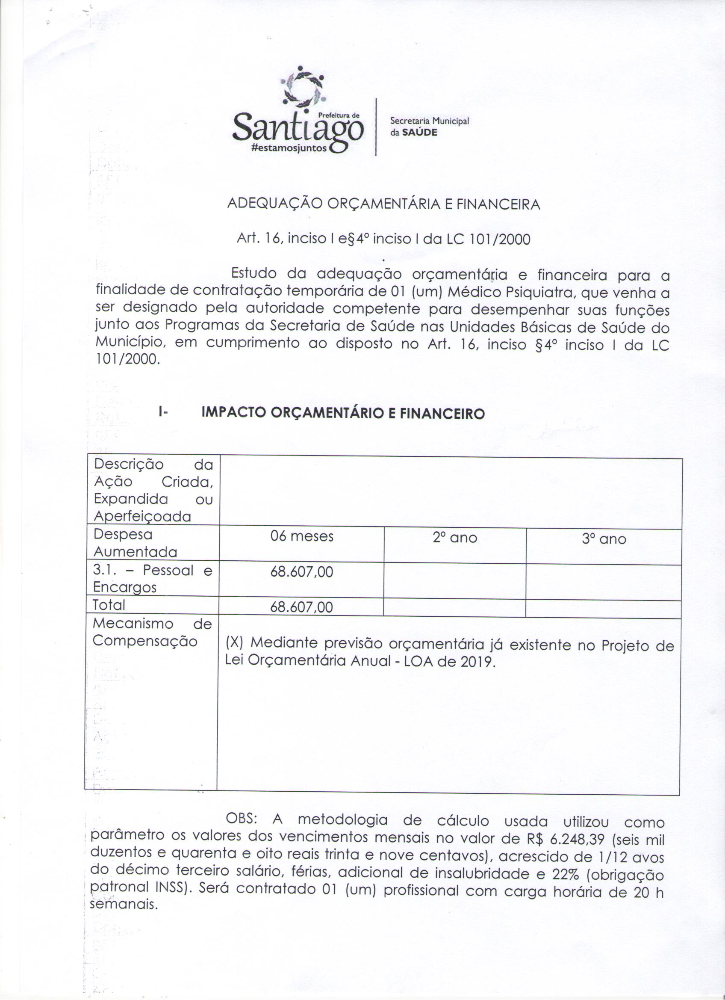 Prefeitura de
Santiago
#estamosjuntos
Secretaria Municipal
da SAÚDE
ADEQUAÇÃO ORÇAMENTÁRIA E FINANCEIRA
Art. 16, inciso I e§4º inciso I da LC 101/2000
Estudo da adequação orçamentária e financeira para a
finalidade de contratação temporária de 01 (um) Médico Psiquiatra, que venha a
ser designado pela autoridade competente para desempenhar suas funções
junto aos Programas da Secretaria de Saúde nas Unidades Básicas de Saúde do
Município, em cumprimento ao disposto no Art. 16, inciso §4º inciso I da LC
101/2000.
I- IMPACTO ORÇAMENTÁRIO E FINANCEIRO
Descrição da
Ação Criada,
Expandida ou
Aperfeiçoada
Despesa
Aumentada
06 meses
2º ano
3º ano
3.1. – Pessoal e
Encargos
68.607,00
Total
68.607,00
Mecanismo de
Compensação
(X) Mediante previsão orçamentária já existente no Projeto de
Lei Orçamentária Anual - LOA de 2019.
OBS: A metodologia de cálculo usada utilizou como
parâmetro os valores dos vencimentos mensais no valor de R$ 6.248,39 (seis mil
duzentos e quarenta e oito reais trinta e nove centavos), acrescido de 1/12 avos
do décimo terceiro salário, férias, adicional de insalubridade e 22% (obrigação
patronal INSS). Será contratado 01 (um) profissional com carga horária de 20 h
semanais.